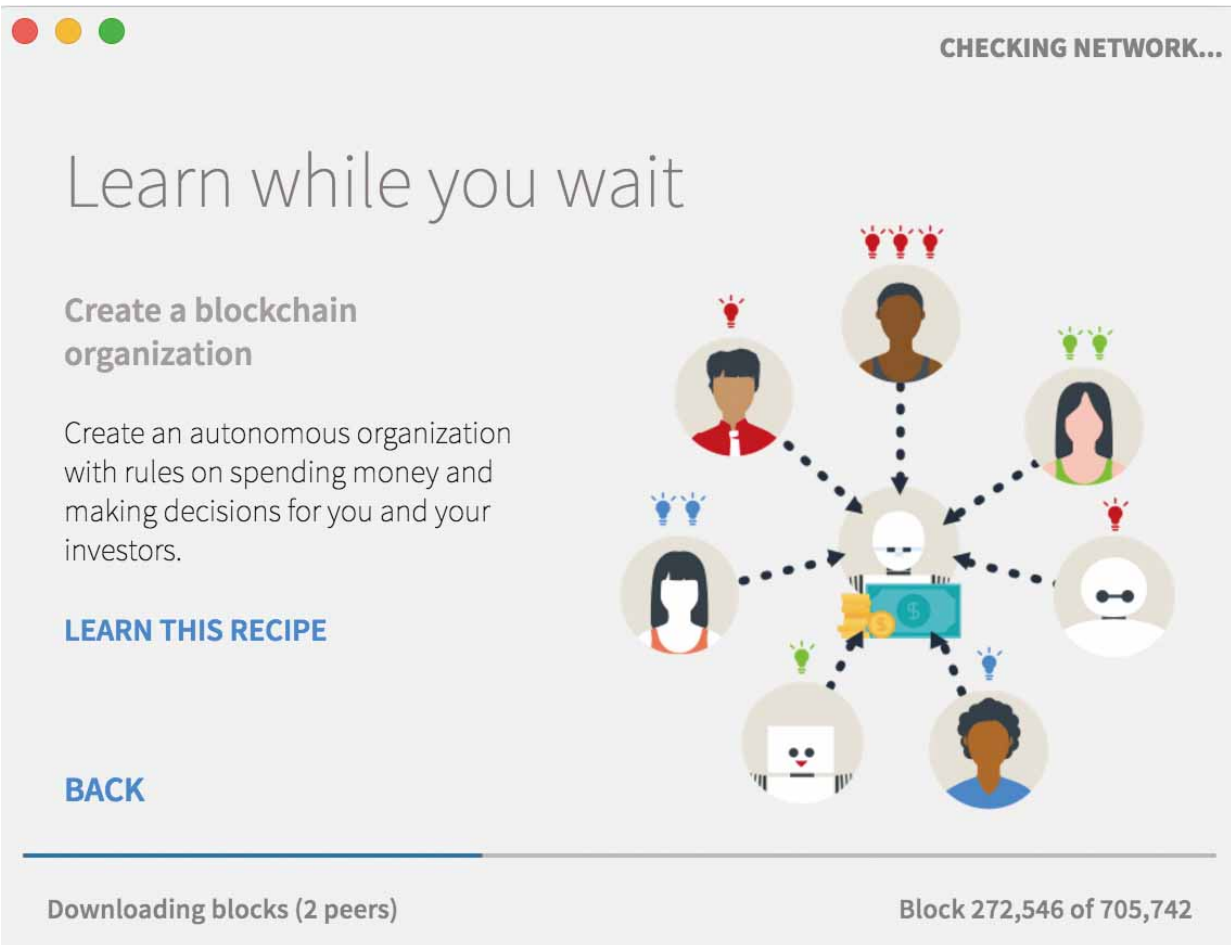 CHECKING NETWORK...
Learn while you wait
Create a blockchain
organization
Create an autonomous organization
with rules on spending money and
making decisions for you and your
investors.
LEARN THIS RECIPE
BACK
Downloading blocks (2 peers)
Block 272,546 of 705,742
$
$